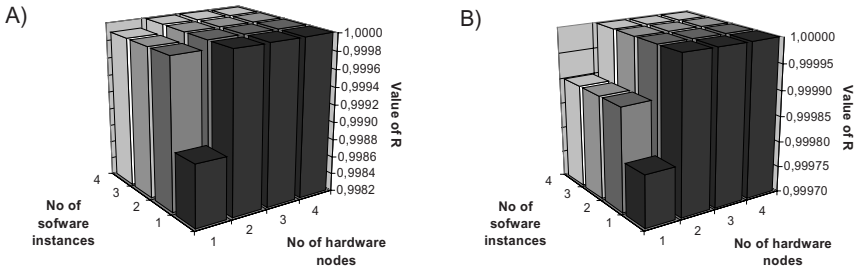 A)
1,0000
0,9998
0,9996
0,9994
0,9992
0,9990
0,9988
0,9986
0,9984
0,9982
Value of R
4
3
2
1
No of
sofware
instances
1
2
3
4
No of hardware
nodes
B)
1,00000
0,99995
0,99990
0,99985
0,99980
0,99975
0,99970
Value of R
4
3
2
1
No of
sofware
instances
1
2
3
4
No of hardware
nodes